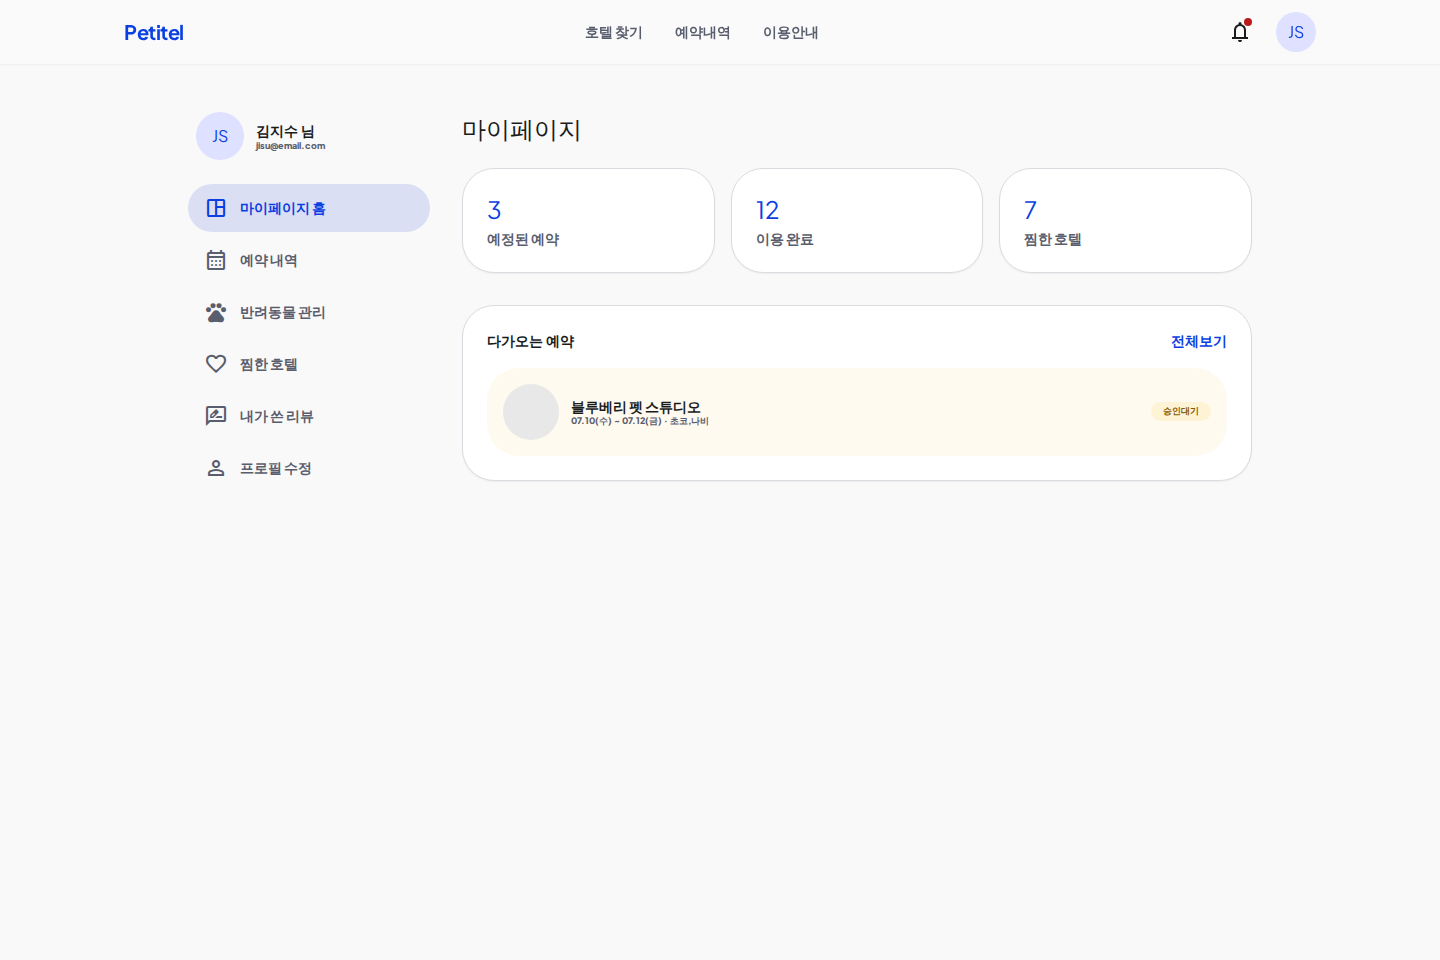 Petitel
호텔 찾기
예약내역
이용안내
JS
JS
김지수 님
jisu@email.com
마이페이지 홈
예약 내역
반려동물 관리
찜한 호텔
내가 쓴 리뷰
프로필 수정
마이페이지
3
예정된 예약
12
이용 완료
7
찜한 호텔
다가오는 예약
전체보기
블루베리 펫 스튜디오
07.10(수) ~ 07.12(금) · 초코,나비
승인대기